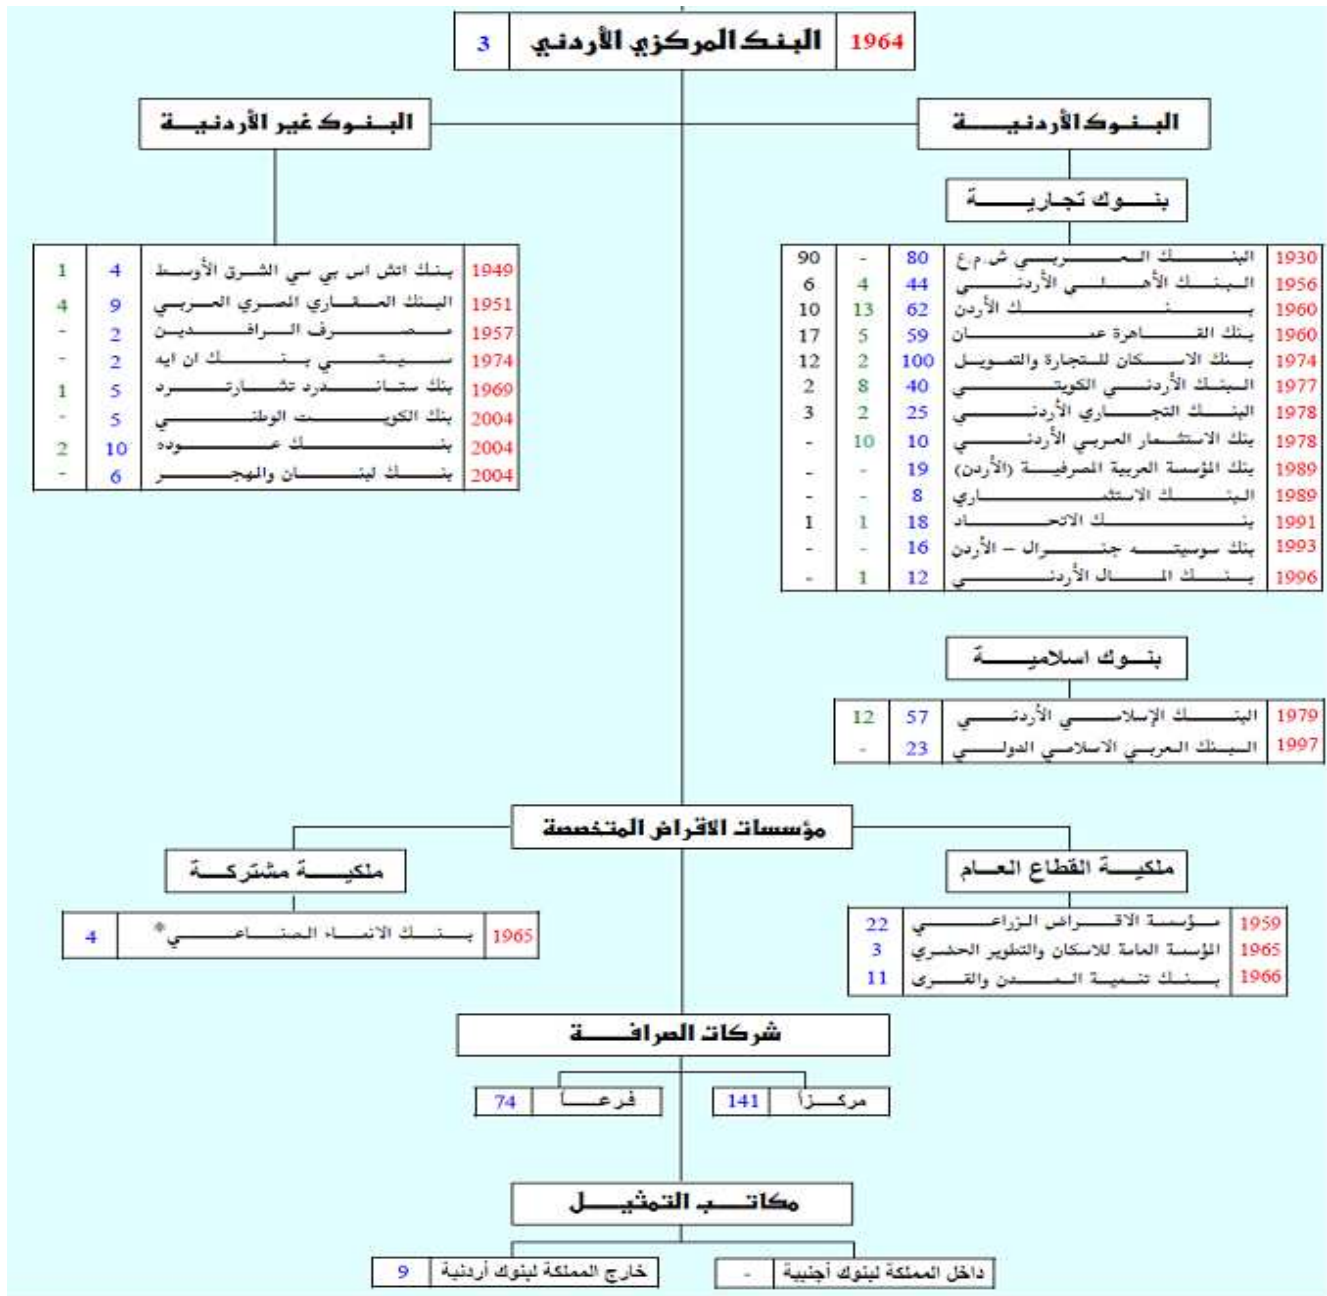 1964 البنك المركزي الأردني 3
البنوك الأردنية
البنوك غير الأردنية
بنوك تجارية
1930 البنك العربي ش.م.ع 80 - 90
1956 البنك الأهلي الأردني 44 4 6
1960 بنك الأردن 62 13 10
1960 بنك القاهرة عمان 59 5 17
1974 بنك الاسكان للتجارة والتمويل 100 2 12
1977 البنك الأردني الكويتي 40 8 2
1978 البنك التجاري الأردني 25 2 3
1978 بنك الاستثمار العربي الأردني 10 10 -
1989 بنك المؤسسة العربية المصرفية (الأردن) 19 - -
1989 البنك الاستثماري 8 - -
1991 بنك الاتحاد 18 1 1
1993 بنك سوسيته جنرال – الأردن 16 - -
1996 بنك المال الأردني 12 1 -
1949 بنك اتش اس بي سي الشرق الأوسط 4 1
1951 البنك العقاري المصري العربي 9 4
1957 مصرف الرافدين 2 -
1974 سيتي بنك ان ايه 2 -
1969 بنك ستاندرد تشارترد 5 1
2004 بنك الكويت الوطني 5 -
2004 بنك عوده 10 2
2004 بنك لبنان والمهجر 6 -
بنوك اسلامية
1979 البنك الإسلامي الأردني 57 12
1997 البنك العربي الاسلامي الدولي 23 -
مؤسسات الاقراض المتخصصة
ملكية القطاع العام
ملكية مشتركة
1959 مؤسسة الاقراض الزراعي 22
1965 المؤسسة العامة للاسكان والتطوير الحضري 3
1966 بنك تنمية المدن والقرى 11
1965 بنك الانماء الصناعي* 4
شركات الصرافة
مركزاً 141
فرعاً 74
مكاتب التمثيل
داخل المملكة لبنوك أجنبية -
خارج المملكة لبنوك أردنية 9